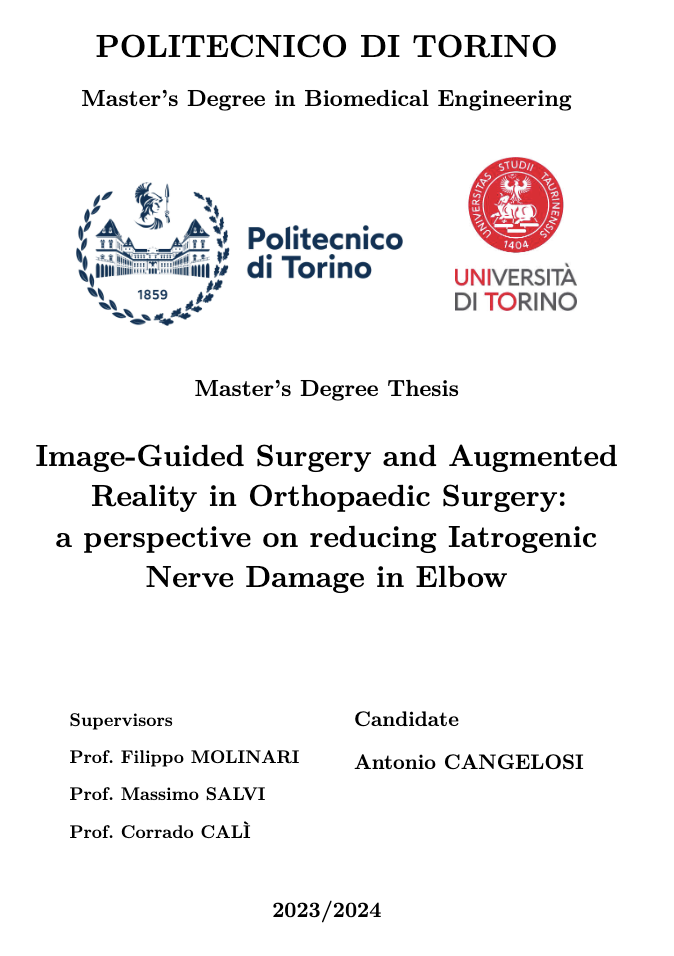 POLITECNICO DI TORINO
Master's Degree in Biomedical Engineering
1859
Politecnico
di Torino
UNIVERSITAS STUDII TAURINENSIS
1404
UNIVERSITÀ
DI TORINO
Master's Degree Thesis
Image-Guided Surgery and Augmented
Reality in Orthopaedic Surgery:
a perspective on reducing Iatrogenic
Nerve Damage in Elbow
Supervisors
Prof. Filippo MOLINARI
Prof. Massimo SALVI
Prof. Corrado CALÌ
Candidate
Antonio CANGELOSI
2023/2024